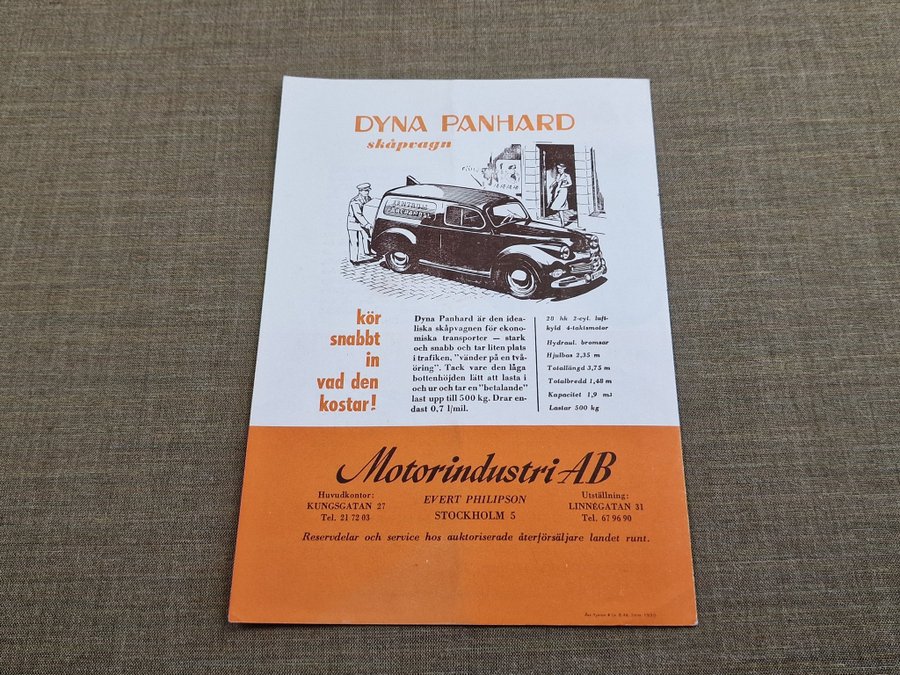 DYNA PANHARD
skåpvagn
kör
snabbt
in
vad den
kostar!
Dyna Panhard är den idea-
liska skåpvagnen för ekono-
miska transporter — stark
och snabb och tar liten plats
i trafiken, "vänder på en två-
öring". Tack vare den låga
bottenhöjden lätt att lasta i
och ur och tar en "betalande"
last upp till 500 kg. Drar en-
dast 0,7 l/mil.
28 hk 2-cyl. luft-
kyld 4-taktsmotor
Hydraul. bromsar
Hjulbas 2,35 m
Totallängd 3,75 m
Totalbredd 1,48 m
Kapacitet 1,9 m3
Lastar 500 kg
Motorindustri AB
Huvudkontor:
KUNGSGATAN 27
Tel. 21 72 03
EVERT PHILIPSON
STOCKHOLM 5
Utställning:
LINNÉGATAN 31
Tel. 67 96 90
Reservdelar och service hos auktoriserade återförsäljare landet runt.